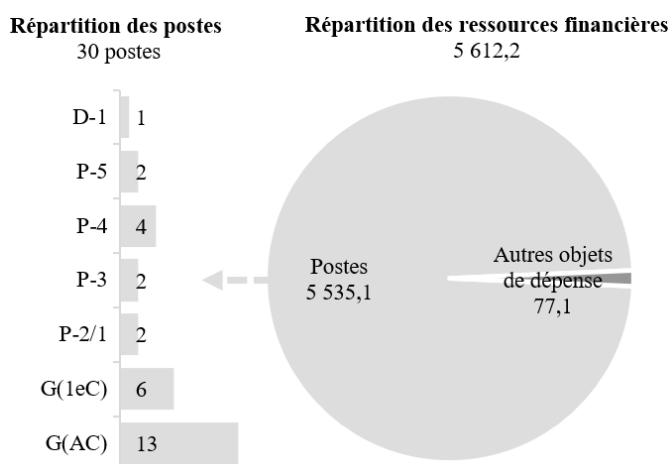 Répartition des postes
30 postes
D-1
1
P-5
2
P-4
4
P-3
2
P-2/1
2
G(1eC)
6
G(AC)
13
Répartition des ressources financières
5 612,2
Postes
5 535,1
Autres objets
de dépense
77,1